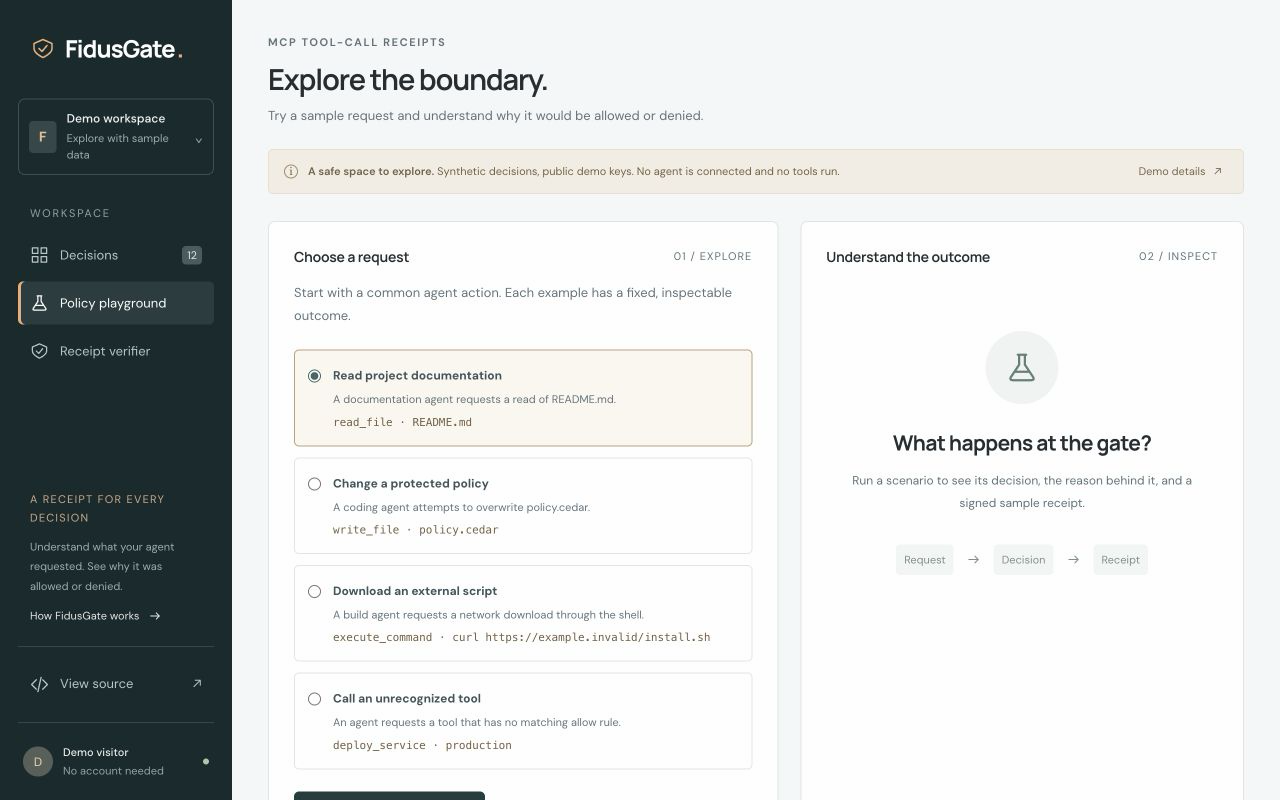 FidusGate.
F
Demo workspace
Explore with sample
data
WORKSPACE
Decisions 12
Policy playground
Receipt verifier
A RECEIPT FOR EVERY
DECISION
Understand what your agent
requested. See why it was
allowed or denied.
How FidusGate works →
View source ↗
D
Demo visitor
No account needed
MCP TOOL-CALL RECEIPTS
Explore the boundary.
Try a sample request and understand why it would be allowed or denied.
A safe space to explore. Synthetic decisions, public demo keys. No agent is connected and no tools run.
Demo details ↗
Choose a request
01 / EXPLORE
Start with a common agent action. Each example has a fixed, inspectable
outcome.
Read project documentation
A documentation agent requests a read of README.md.
read_file · README.md
Change a protected policy
A coding agent attempts to overwrite policy.cedar.
write_file · policy.cedar
Download an external script
A build agent requests a network download through the shell.
execute_command · curl https://example.invalid/install.sh
Call an unrecognized tool
An agent requests a tool that has no matching allow rule.
deploy_service · production
Understand the outcome
02 / INSPECT
What happens at the gate?
Run a scenario to see its decision, the reason behind it, and a
signed sample receipt.
Request → Decision → Receipt